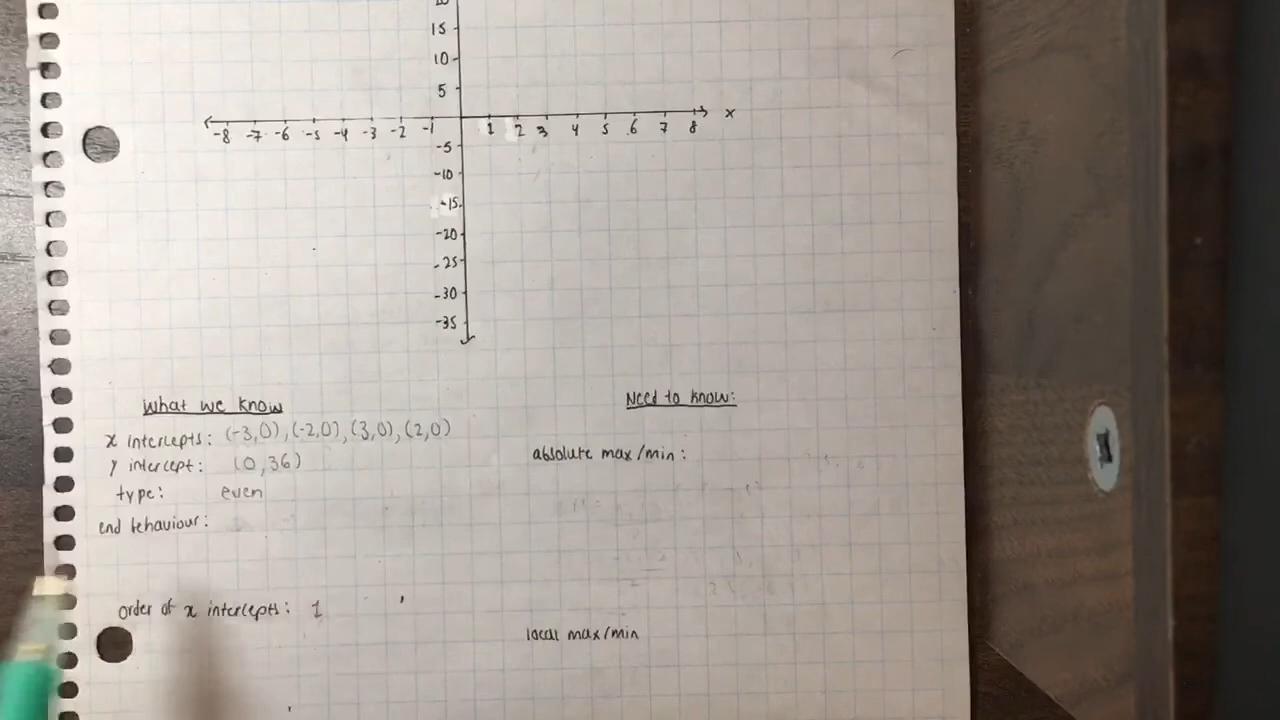 15
10
5
-8 -7 -6 -5 -4 -3 -2 -1 1 2 3 4 5 6 7 8 x
-5
-10
-15
-20
-25
-30
-35
What we know
x intercepts: (-3,0), (-2,0), (3,0), (2,0)
y intercept: (0,36)
type: even
end behaviour:
order of x intercepts: 1
Need to know:
absolute max/min:
local max/min